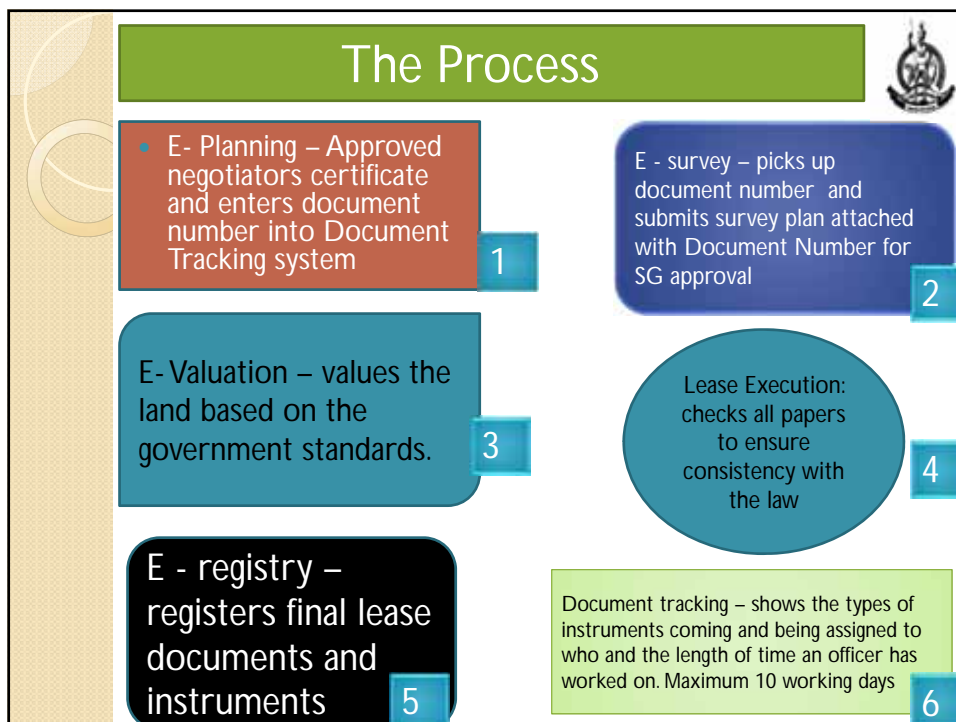 The Process
E- Planning – Approved
negotiators certificate
and enters document
number into Document
Tracking system
1
E - survey – picks up
document number and
submits survey plan attached
with Document Number for
SG approval
2
E- Valuation – values the
land based on the
government standards.
3
Lease Execution:
checks all papers
to ensure
consistency with
the law
4
E - registry –
registers final lease
documents and
instruments
5
Document tracking – shows the types of
instruments coming and being assigned to
who and the length of time an officer has
worked on. Maximum 10 working days
6